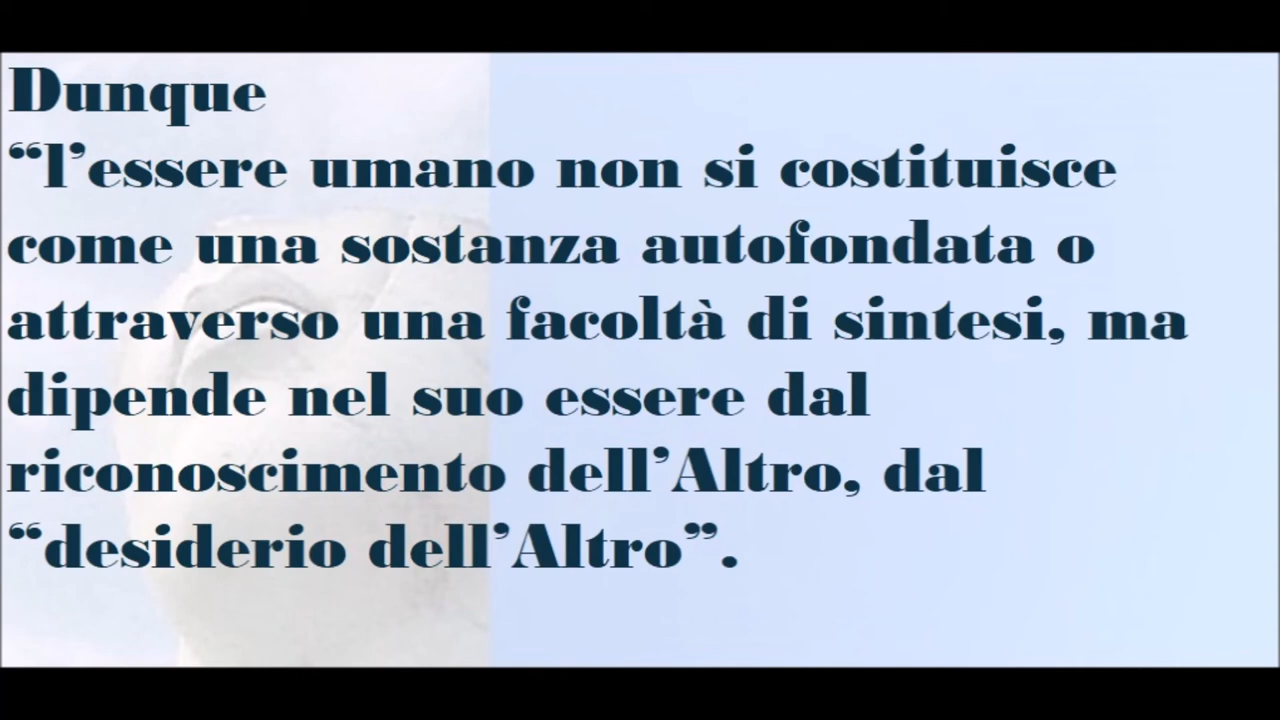 Dunque
“l’essere umano non si costituisce
come una sostanza autofondata o
attraverso una facoltà di sintesi, ma
dipende nel suo essere dal
riconoscimento dell’Altro, dal
“desiderio dell’Altro”.